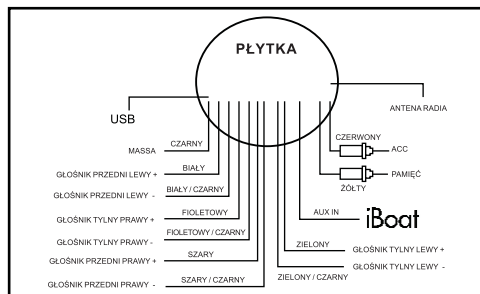 PŁYTKA
USB
ANTENA RADIA
CZARNY
MASSA
CZERWONY
ACC
BIAŁY
GŁOŚNIK PRZEDNI LEWY +
PAMIĘĆ
ŻÓŁTY
BIAŁY / CZARNY
GŁOŚNIK PRZEDNI LEWY -
FIOLETOWY
GŁOŚNIK TYLNY PRAWY +
AUX IN
iBoat
FIOLETOWY / CZARNY
GŁOŚNIK TYLNY PRAWY -
ZIELONY
GŁOŚNIK TYLNY LEWY +
SZARY
GŁOŚNIK PRZEDNI PRAWY +
GŁOŚNIK TYLNY LEWY -
ZIELONY / CZARNY
SZARY / CZARNY
GŁOŚNIK PRZEDNI PRAWY -